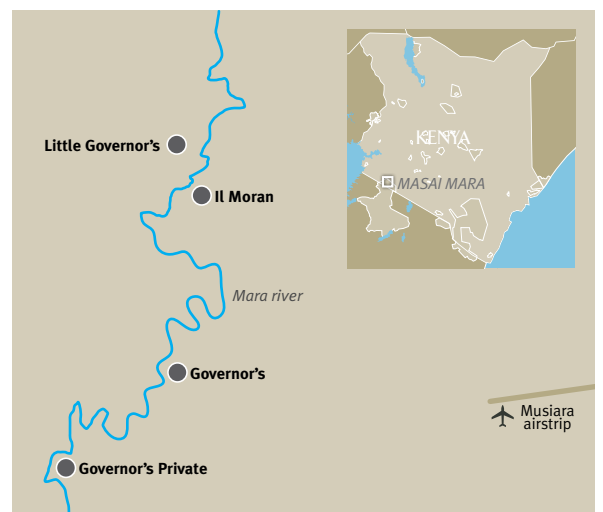 Little Governor's
Il Moran
Mara river
Governor's
Governor's Private
Musiara
airstrip
KENYA
MASAI MARA